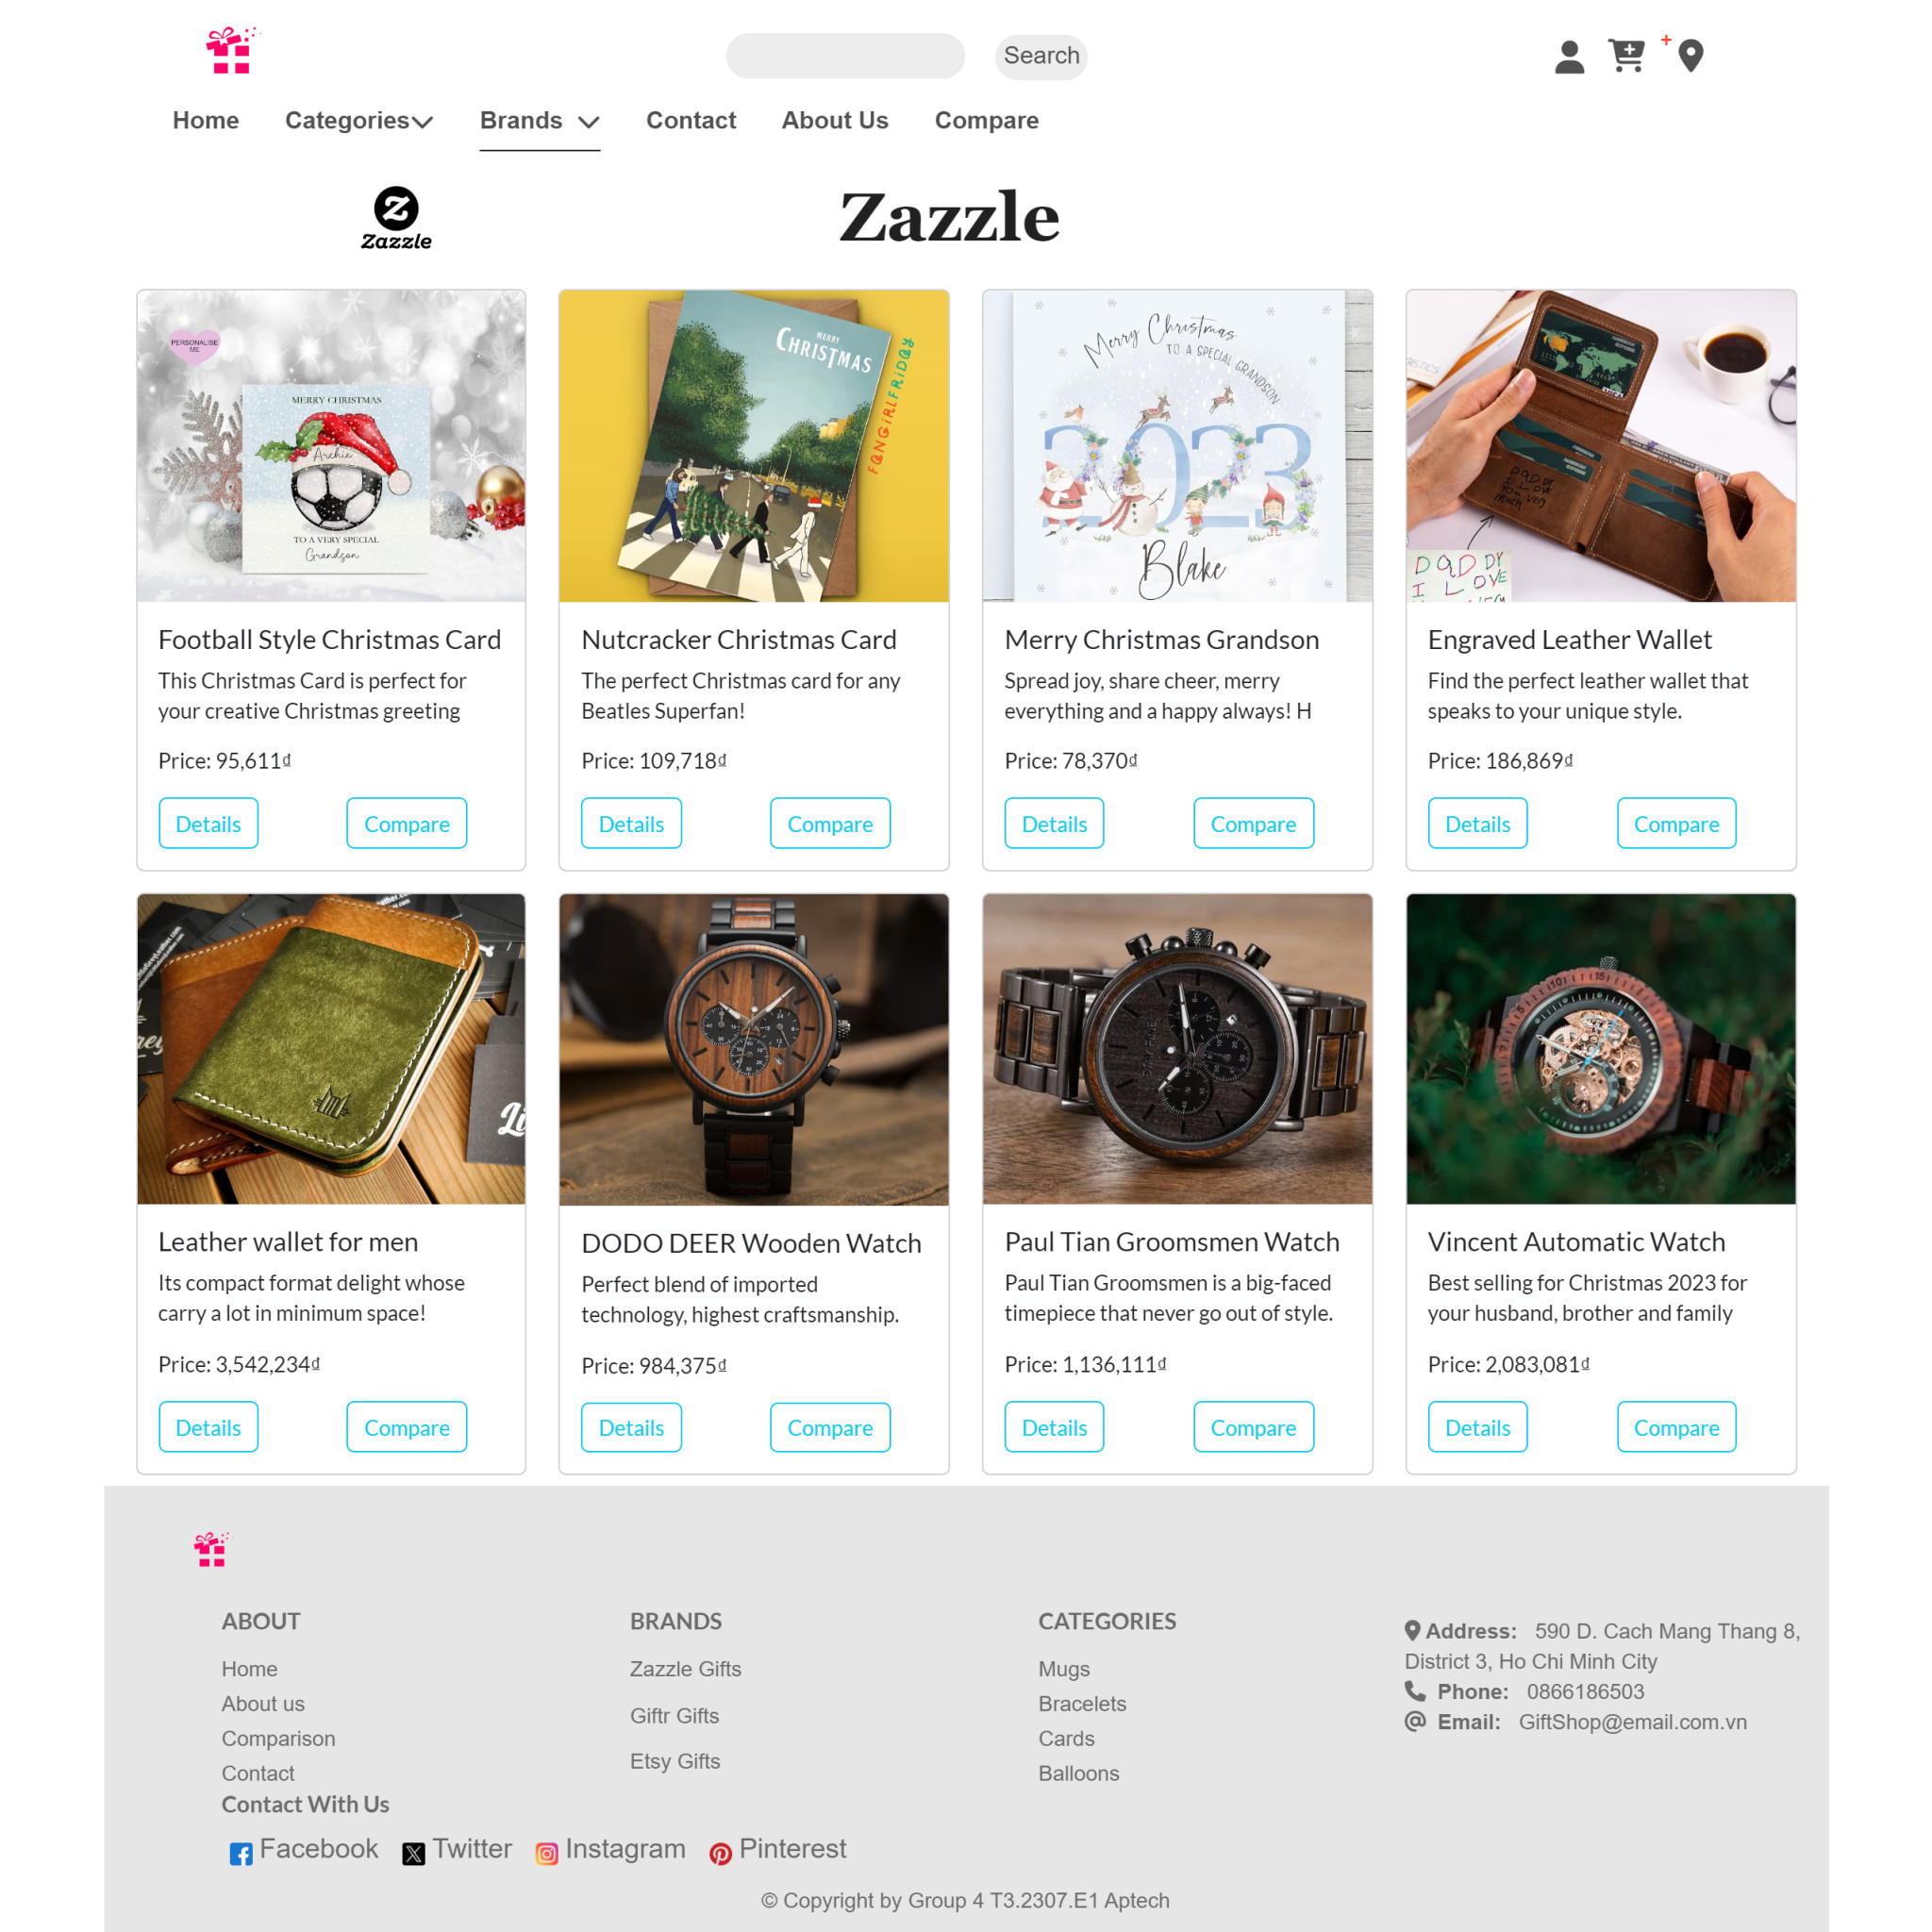 Search
Home
Categories
Brands
Contact
About Us
Compare
Zazzle
Zazzle
PERSONALISE
ME
MERRY CHRISTMAS
Archie
TO A VERY SPECIAL
Grandson
MERRY
CHRISTMAS
FANGIRLFRIDAY
Merry Christmas
TO A SPECIAL GRANDSON
2023
Blake
DADDY
I LOVE
YOU VERY
MUCH
DADDY
I LOVE
Football Style Christmas Card
This Christmas Card is perfect for
your creative Christmas greeting
Price: 95,611₫
Details
Compare
Nutcracker Christmas Card
The perfect Christmas card for any
Beatles Superfan!
Price: 109,718₫
Details
Compare
Merry Christmas Grandson
Spread joy, share cheer, merry
everything and a happy always! H
Price: 78,370₫
Details
Compare
Engraved Leather Wallet
Find the perfect leather wallet that
speaks to your unique style.
Price: 186,869₫
Details
Compare
Leather wallet for men
Its compact format delight whose
carry a lot in minimum space!
Price: 3,542,234₫
Details
Compare
DODO DEER Wooden Watch
Perfect blend of imported
technology, highest craftsmanship.
Price: 984,375₫
Details
Compare
Paul Tian Groomsmen Watch
Paul Tian Groomsmen is a big-faced
timepiece that never go out of style.
Price: 1,136,111₫
Details
Compare
Vincent Automatic Watch
Best selling for Christmas 2023 for
your husband, brother and family
Price: 2,083,081₫
Details
Compare
ABOUT
Home
About us
Comparison
Contact
BRANDS
Zazzle Gifts
Giftr Gifts
Etsy Gifts
CATEGORIES
Mugs
Bracelets
Cards
Balloons
Address: 590 D. Cach Mang Thang 8,
District 3, Ho Chi Minh City
Phone: 0866186503
Email: GiftShop@email.com.vn
Contact With Us
Facebook
Twitter
Instagram
Pinterest
© Copyright by Group 4 T3.2307.E1 Aptech